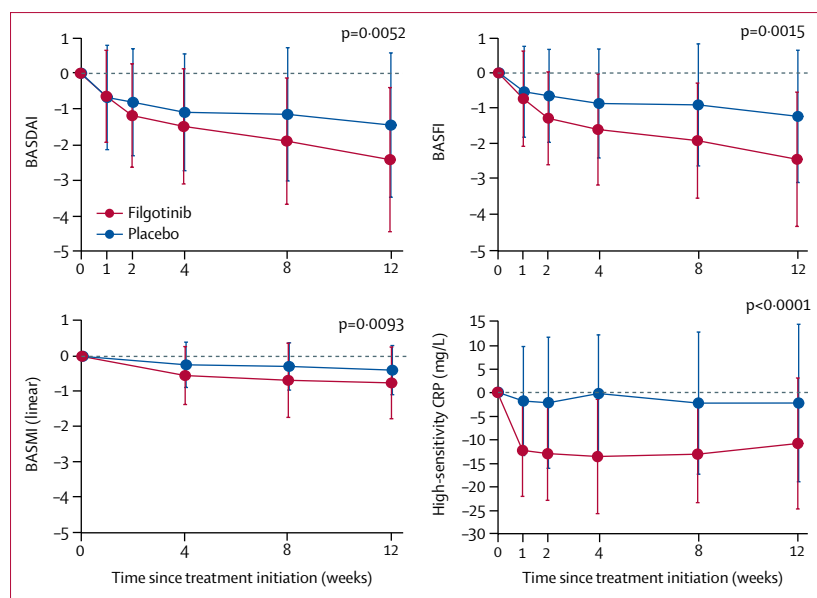 p=0·0052
BASDAI
1
0
−1
−2
−3
−4
−5
Filgotinib
Placebo
0 1 2 4 8 12
p=0·0015
BASFI
1
0
−1
−2
−3
−4
−5
0 1 2 4 8 12
p=0·0093
BASMI (linear)
1
0
−1
−2
−3
−4
−5
0 4 8 12
Time since treatment initiation (weeks)
p<0·0001
High-sensitivity CRP (mg/L)
15
10
5
0
−5
−10
−15
−20
−25
−30
0 1 2 4 8 12
Time since treatment initiation (weeks)